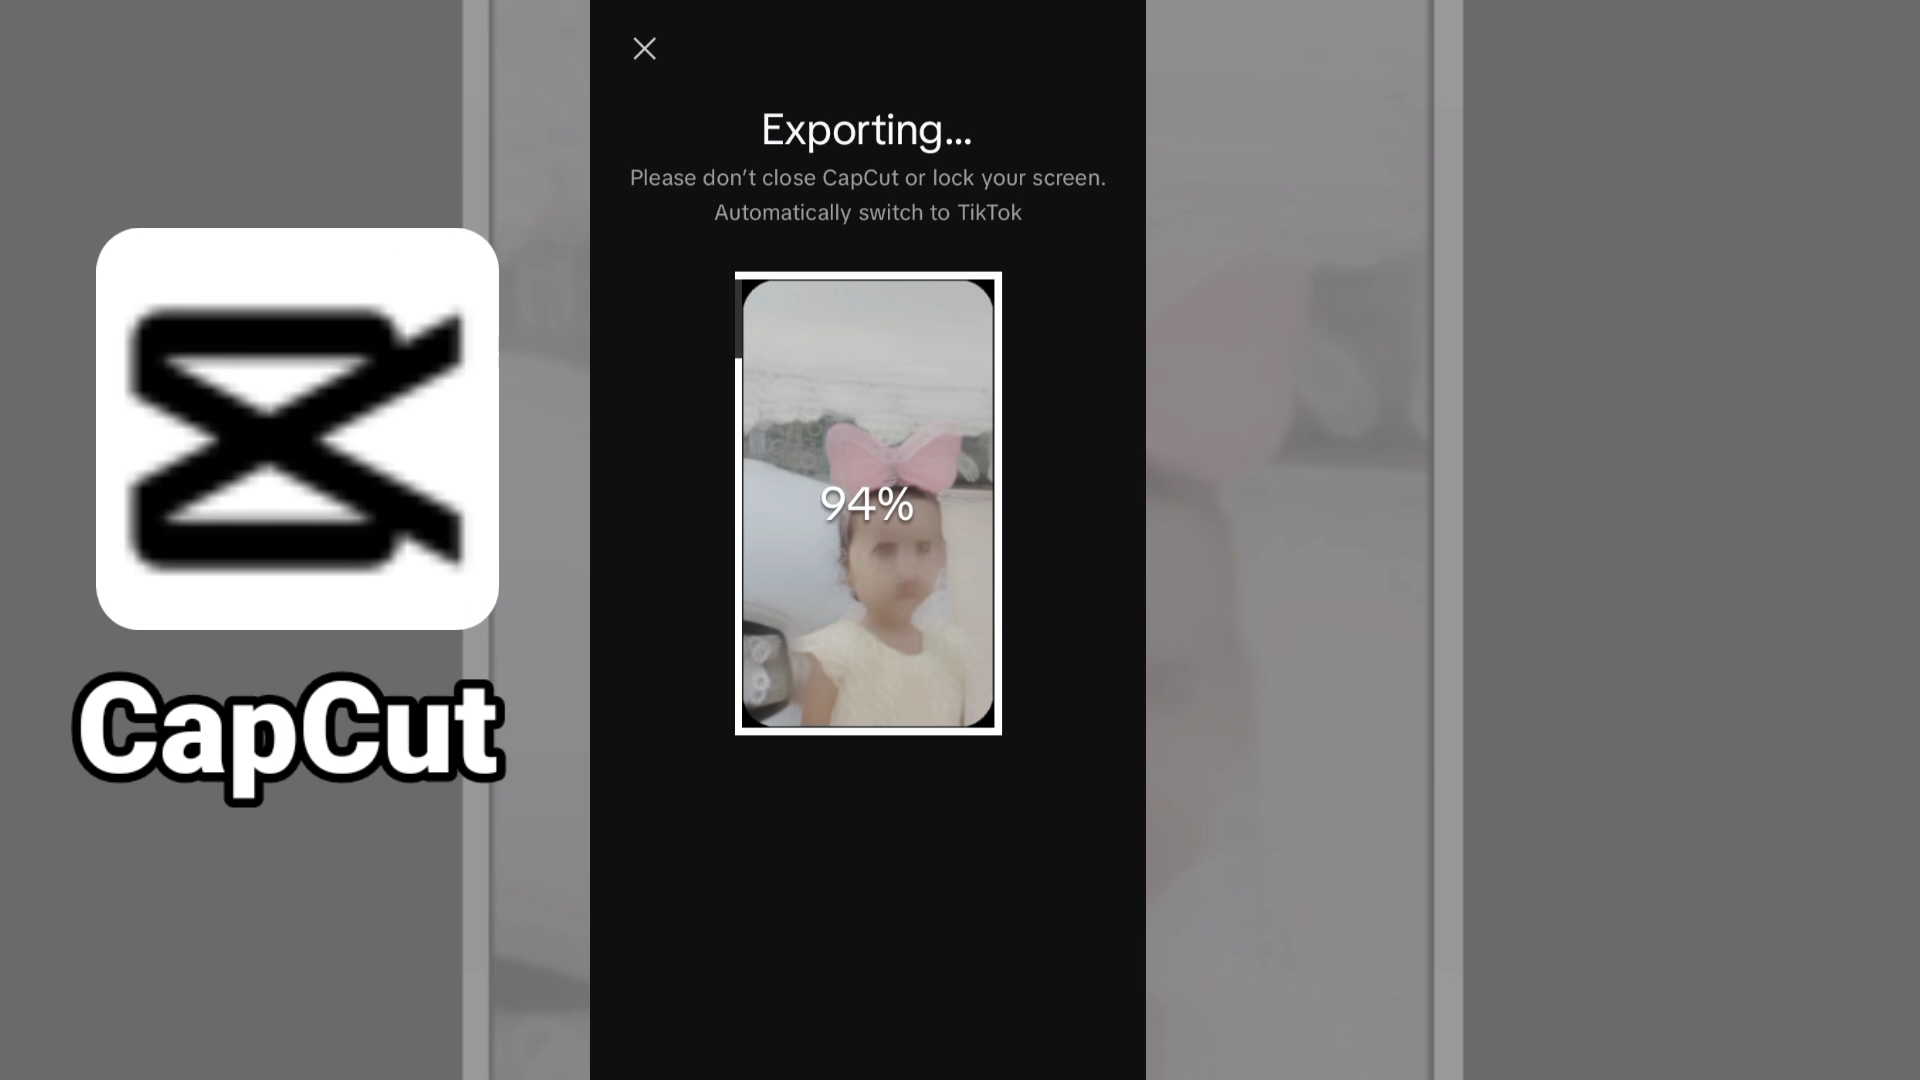 Exporting...
Please don’t close CapCut or lock your screen.
Automatically switch to TikTok
94%
CapCut